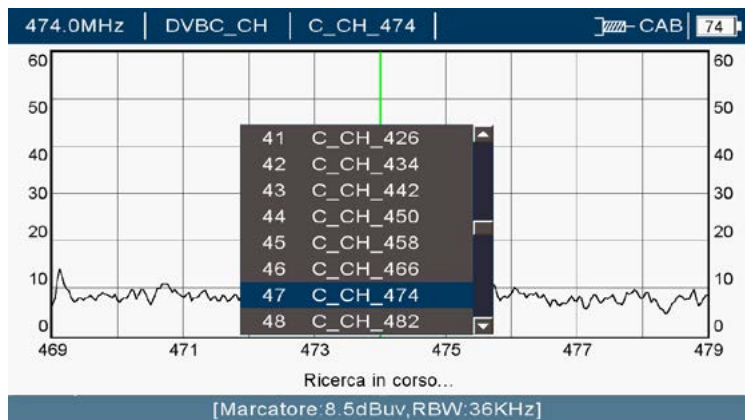 474.0MHz DVBC_CH C_CH_474 CAB 74
60 60
50 50
41 C_CH_426
40 42 C_CH_434 40
30 43 C_CH_442 30
44 C_CH_450
20 45 C_CH_458 20
46 C_CH_466
10 47 C_CH_474 10
0 48 C_CH_482 0
469 471 473 475 477 479
Ricerca in corso...
[Marcatore:8.5dBuv,RBW:36KHz]